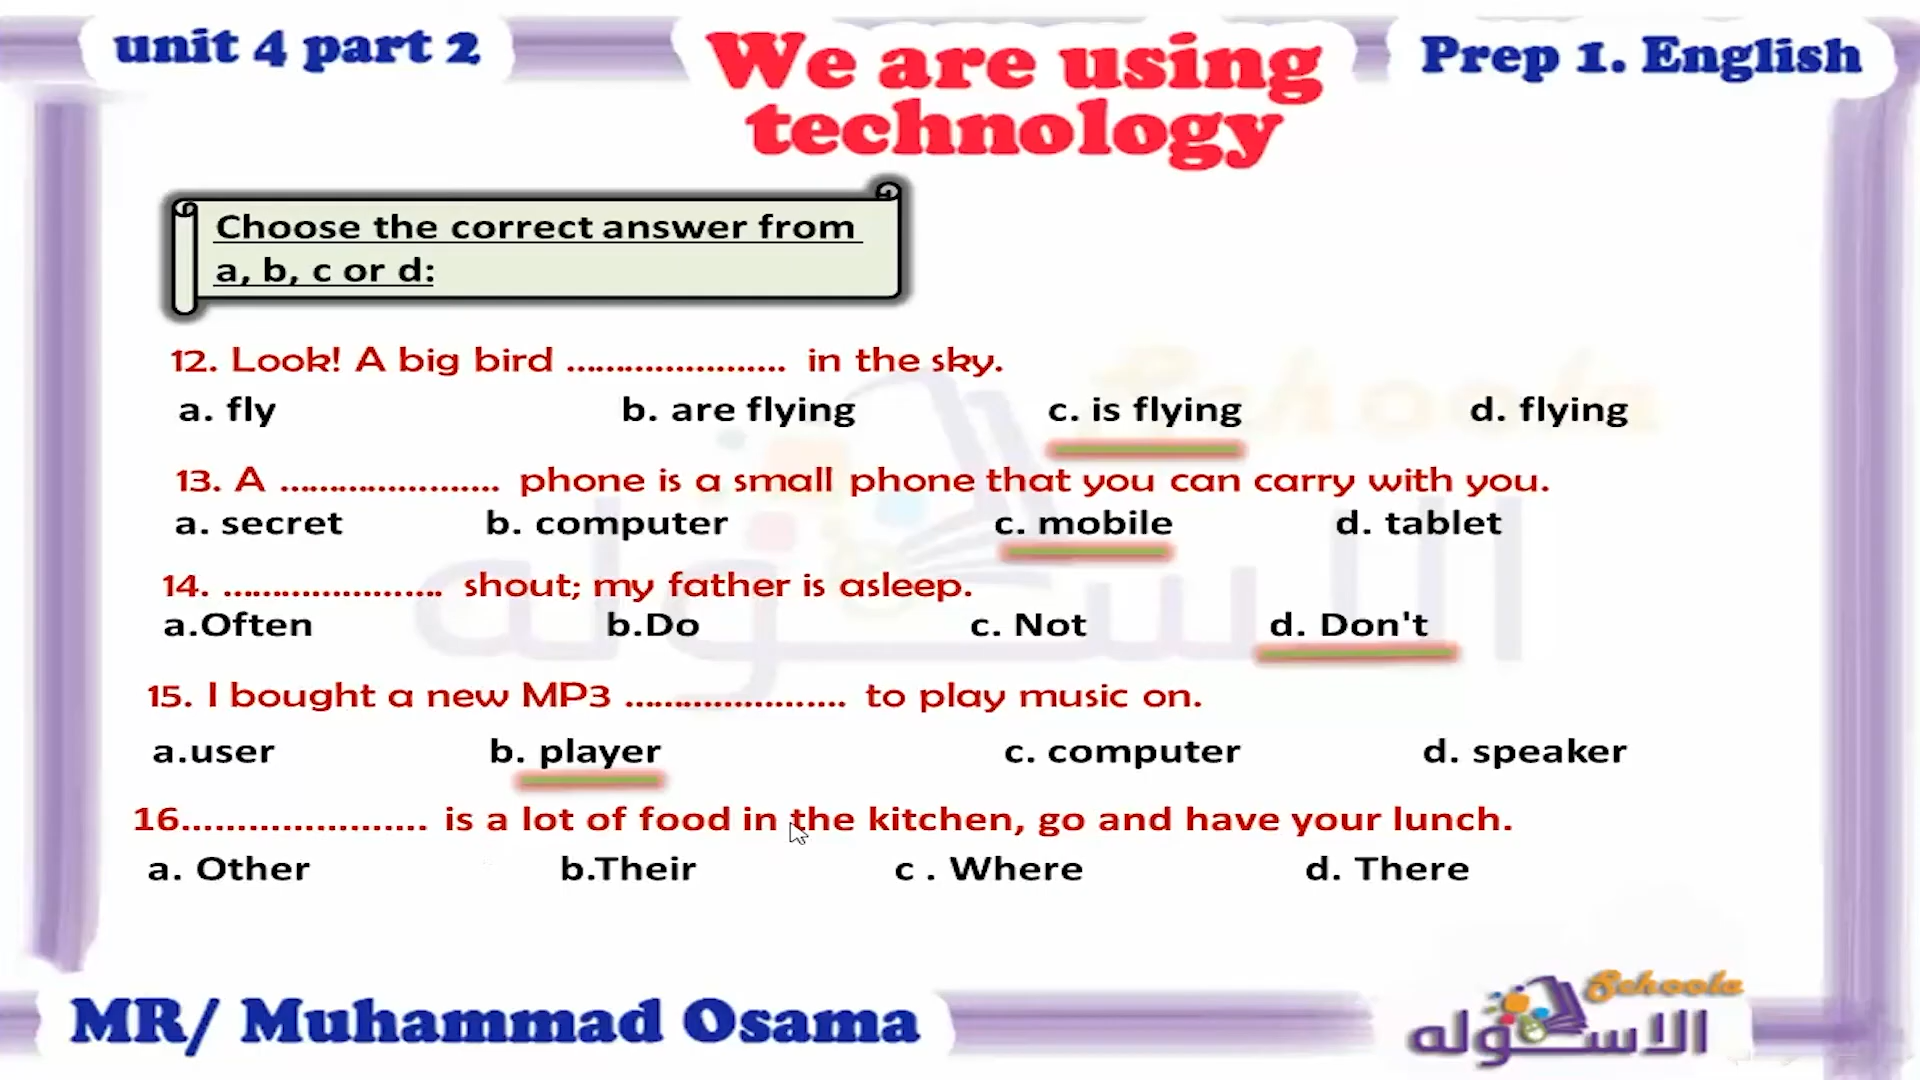 unit 4 part 2
We are using
technology
Prep 1. English
Choose the correct answer from
a, b, c or d:
12. Look! A big bird ...................... in the sky.
a. fly b. are flying c. is flying d. flying
13. A ...................... phone is a small phone that you can carry with you.
a. secret b. computer c. mobile d. tablet
14. ...................... shout; my father is asleep.
a.Often b.Do c. Not d. Don't
15. I bought a new MP3 ...................... to play music on.
a.user b. player c. computer d. speaker
16...................... is a lot of food in the kitchen, go and have your lunch.
a. Other b.Their c . Where d. There
MR/ Muhammad Osama
Schoola
الاسكوله